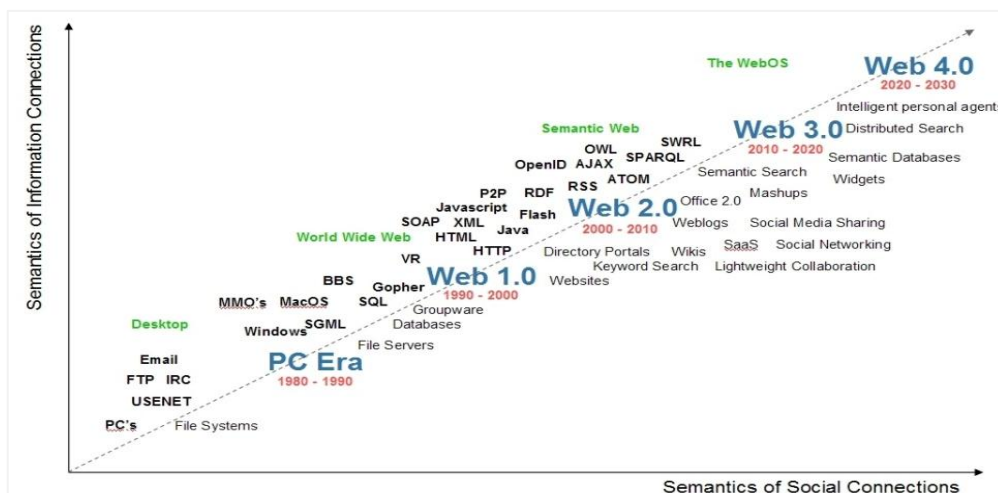 Semantics of Information Connections
The WebOS
Web 4.0
2020 - 2030
Intelligent personal agents
Web 3.0
2010 - 2020
Distributed Search
Semantic Web
SWRL
OWL
OpenID
AJAX
SPARQL
Semantic Databases
Semantic Search
ATOM
Widgets
RSS
P2P
RDF
Mashups
Office 2.0
Javascript
Web 2.0
2000 - 2010
Flash
SOAP
XML
Weblogs
Social Media Sharing
Java
World Wide Web
HTML
SaaS
Social Networking
HTTP
Directory Portals
Wikis
VR
Keyword Search
Lightweight Collaboration
Web 1.0
1990 - 2000
Websites
BBS
Gopher
MMO's
MacOS
SQL
Groupware
Desktop
Windows
SGML
Databases
File Servers
Email
PC Era
1980 - 1990
FTP
IRC
USENET
PC's
File Systems
Semantics of Social Connections